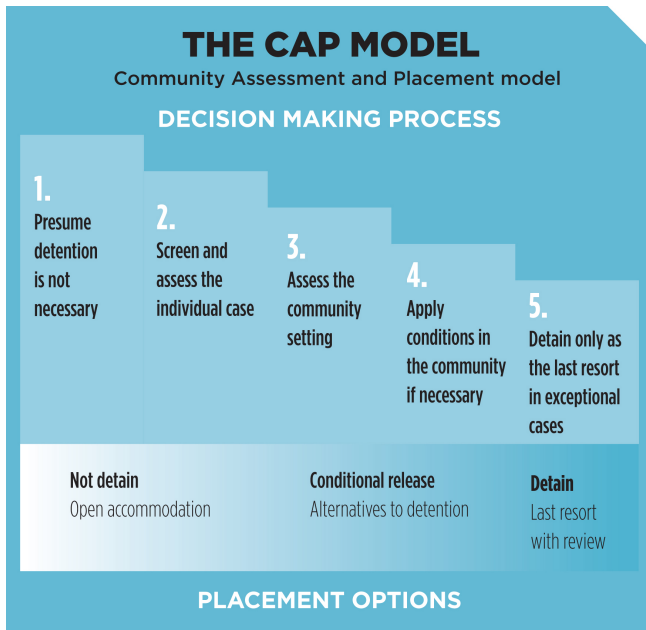 THE CAP MODEL
Community Assessment and Placement model
DECISION MAKING PROCESS
1.
Presume
detention
is not
necessary
2.
Screen and
assess the
individual case
3.
Assess the
community
setting
4.
Apply
conditions in
the community
if necessary
5.
Detain only as
the last resort
in exceptional
cases
Not detain
Open accommodation
Conditional release
Alternatives to detention
Detain
Last resort
with review
PLACEMENT OPTIONS